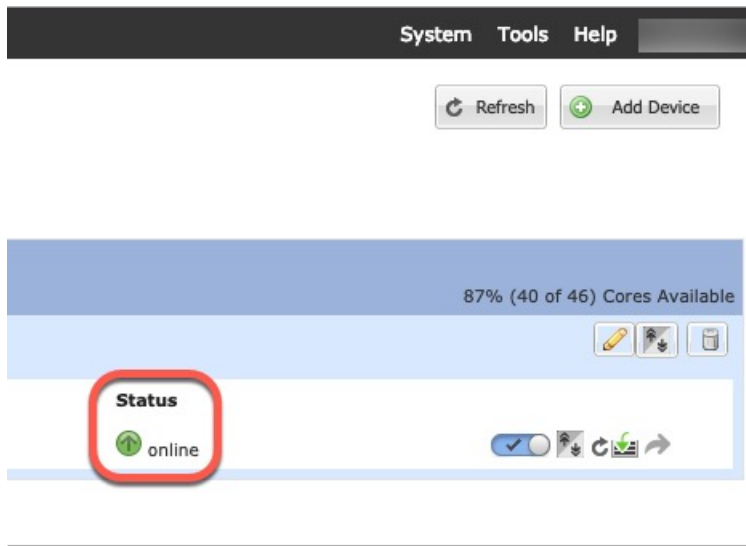 System Tools Help
Refresh Add Device
87% (40 of 46) Cores Available
Status
online